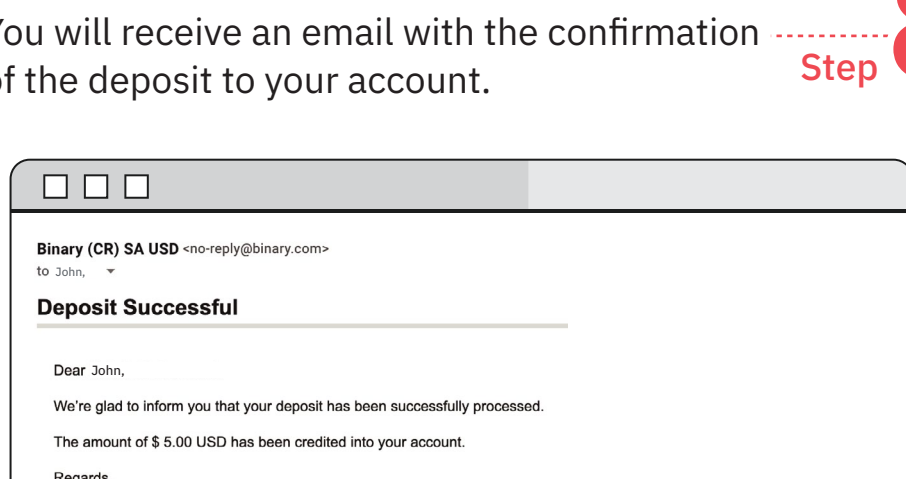 You will receive an email with the confirmation
of the deposit to your account.
Step
Binary (CR) SA USD <no-reply@binary.com>
to John,
Deposit Successful
Dear John,
We're glad to inform you that your deposit has been successfully processed.
The amount of $ 5.00 USD has been credited into your account.
Regards